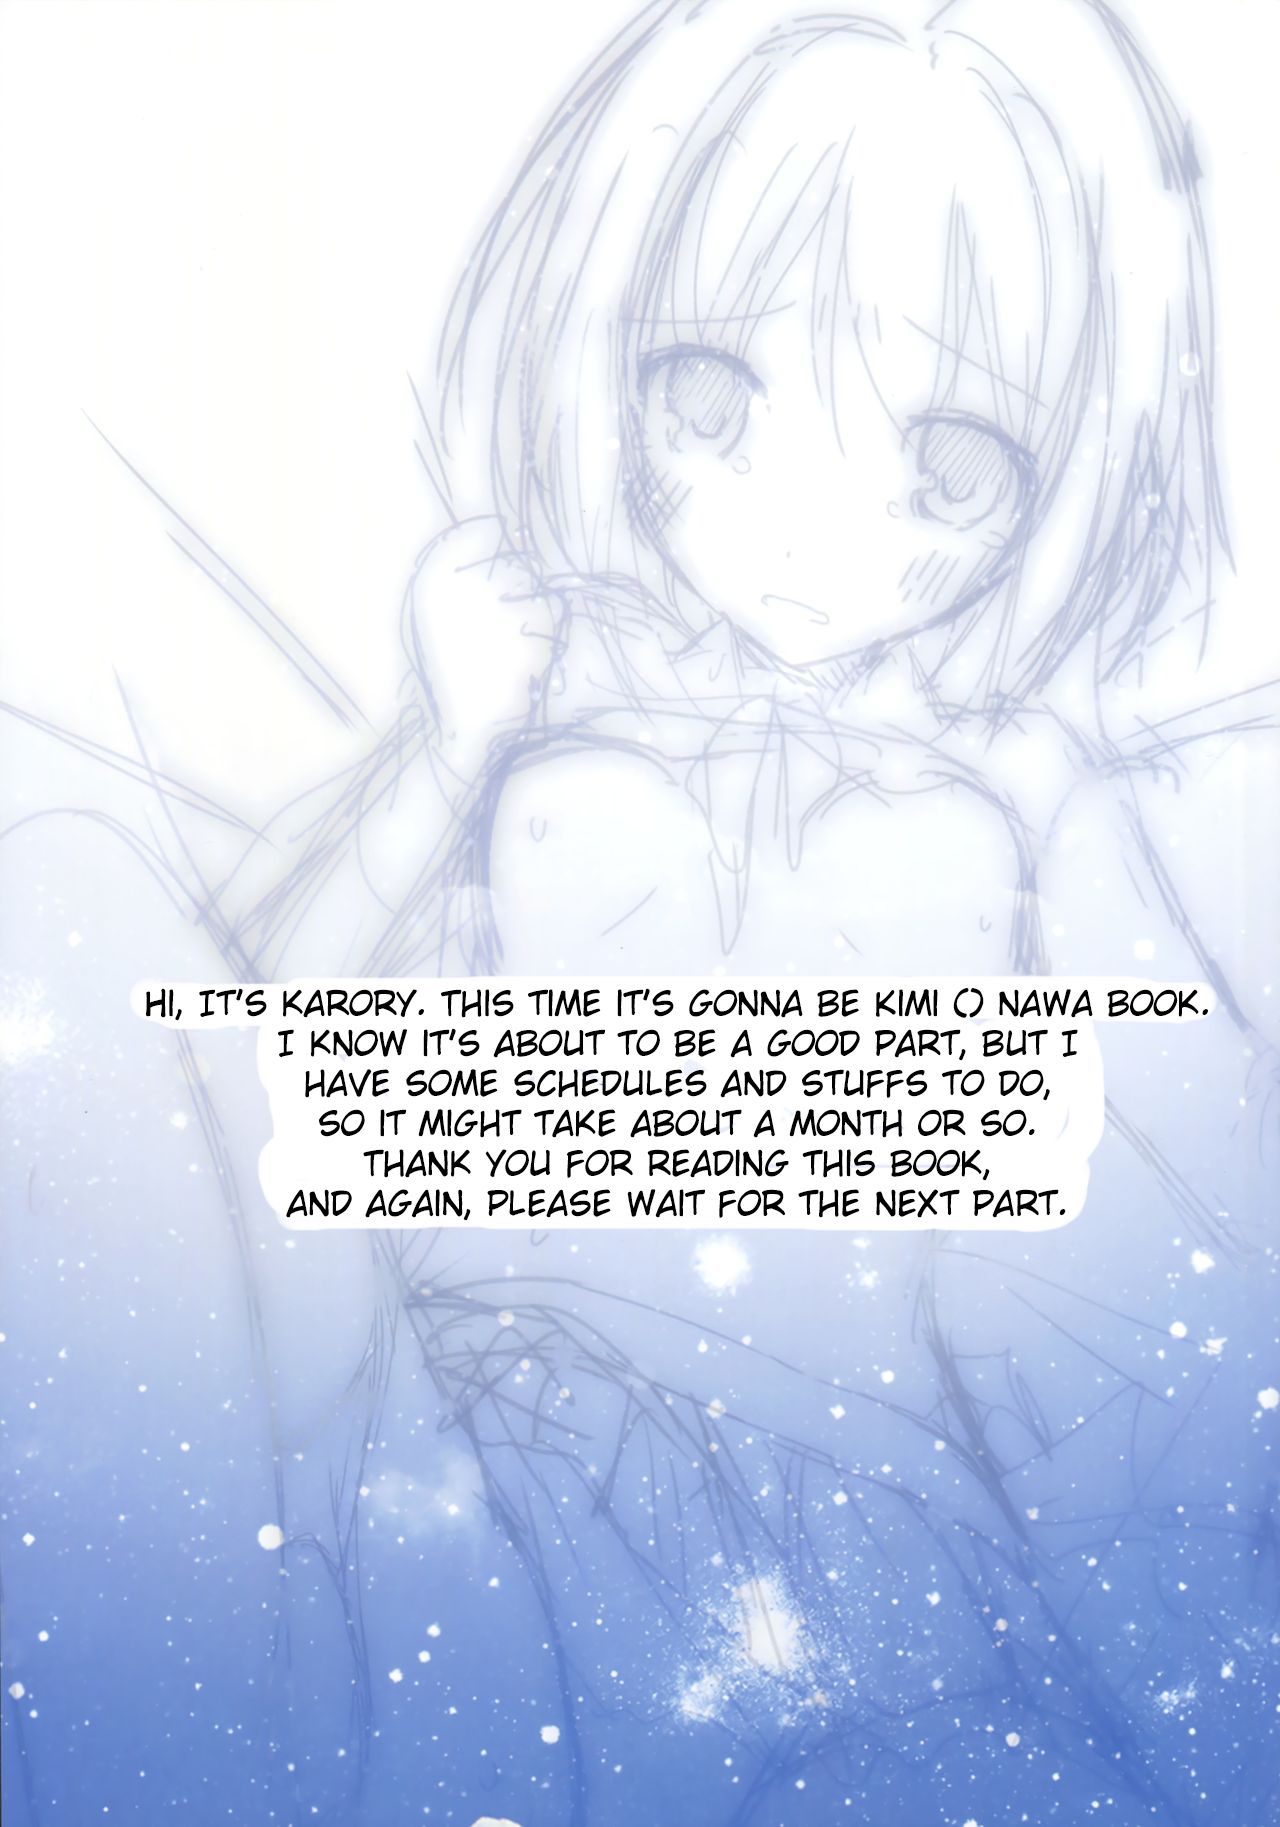 HI, IT'S KARORY. THIS TIME IT'S GONNA BE KIMI () NAWA BOOK.
I KNOW IT'S ABOUT TO BE A GOOD PART, BUT I
HAVE SOME SCHEDULES AND STUFFS TO DO,
SO IT MIGHT TAKE ABOUT A MONTH OR SO.
THANK YOU FOR READING THIS BOOK,
AND AGAIN, PLEASE WAIT FOR THE NEXT PART.